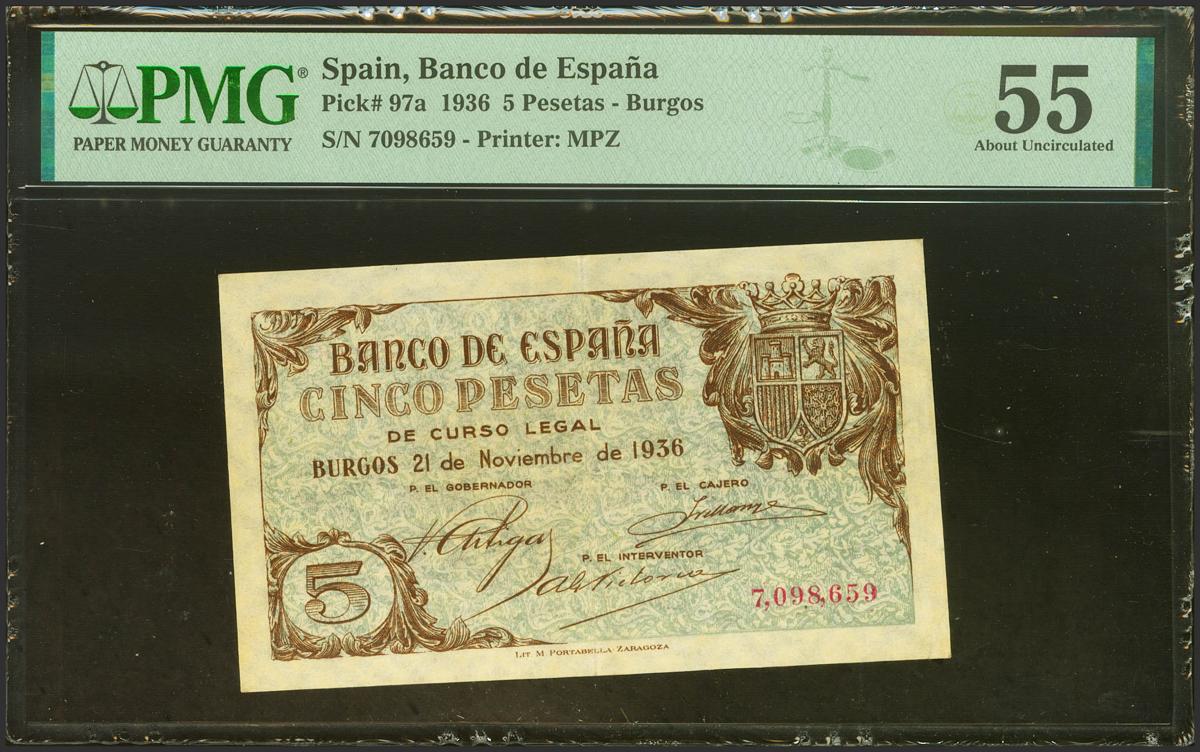 PMG®
PAPER MONEY GUARANTY
Spain, Banco de España
Pick# 97a 1936 5 Pesetas - Burgos
S/N 7098659 - Printer: MPZ
55
About Uncirculated
BANCO DE ESPAÑA
CINCO PESETAS
DE CURSO LEGAL
BURGOS 21 de Noviembre de 1936
P. EL GOBERNADOR
P. EL CAJERO
P. EL INTERVENTOR
5
7,098,659
LIT M PORTABELLA ZARAGOZA